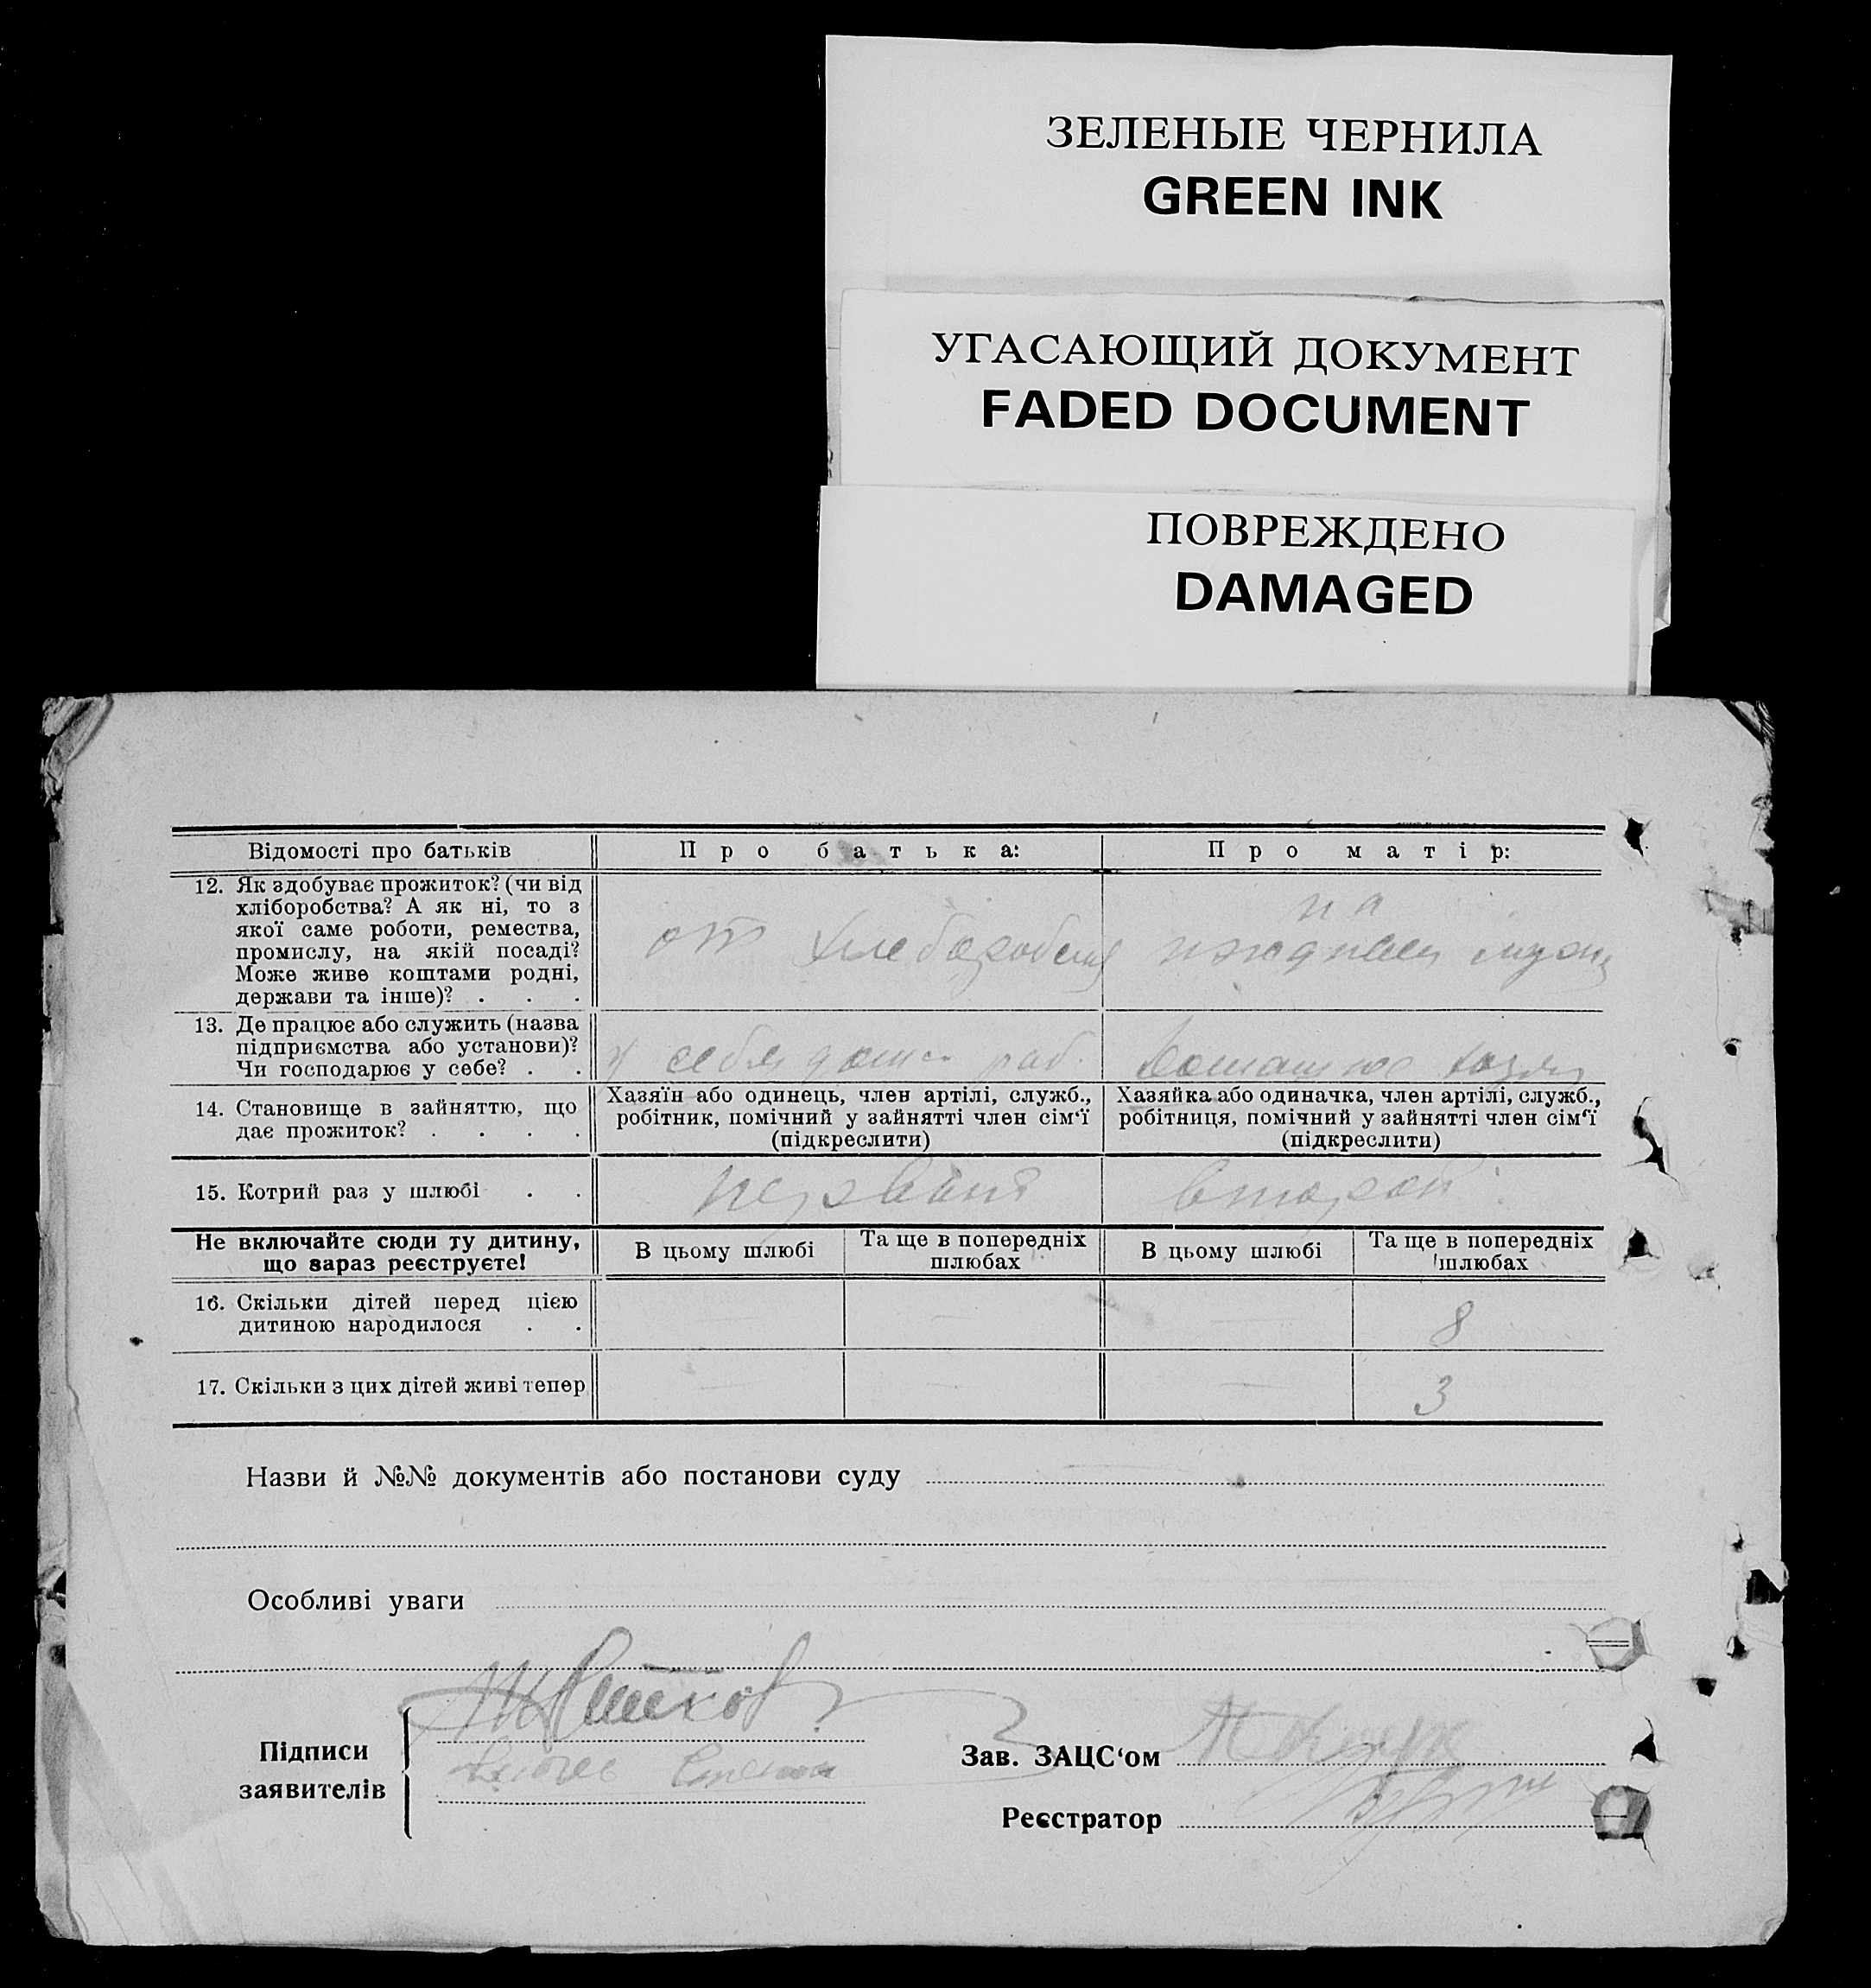 ЗЕЛЕНЫЕ ЧЕРНИЛА
GREEN INK
УГАСАЮЩИЙ ДОКУМЕНТ
FADED DOCUMENT
ПОВРЕЖДЕНО
DAMAGED
Відомості про батьків Про батька: Про матір:
12. Як здобуває прожиток? (чи від
хліборобства? А як ні, то з
якої саме роботи, ремества,
промислу, на якій посаді?
Може живе коштами родні,
держави та інше)? . . .
от
на
мужа
13. Де працює або служить (назва
підприємства або установи)?
Чи господарює у себе? . .
у себя дома раб.
14. Становище в зайняттю, що
дає прожиток? . . . .
Хазяїн або одинець, член артілі, служб.,
робітник, помічний у зайнятті член сім‘ї
(підкреслити)
Хазяйка або одиначка, член артілі, служб.,
робітниця, помічний у зайнятті член сім‘ї
(підкреслити)
15. Котрий раз у шлюбі . . второй
Не включайте сюди ту дитину,
що зараз реєструєте!
В цьому шлюбі
Та ще в попередніх
шлюбах
В цьому шлюбі
Та ще в попередніх
шлюбах
16. Скільки дітей перед цією
дитиною народилося . .
— — — 8
17. Скільки з цих дітей живі тепер — — — 3
Назви й №№ документів або постанови суду
Особливі уваги
Підписи
заявителів
Зав. ЗАЦС‘ом
Реєстратор